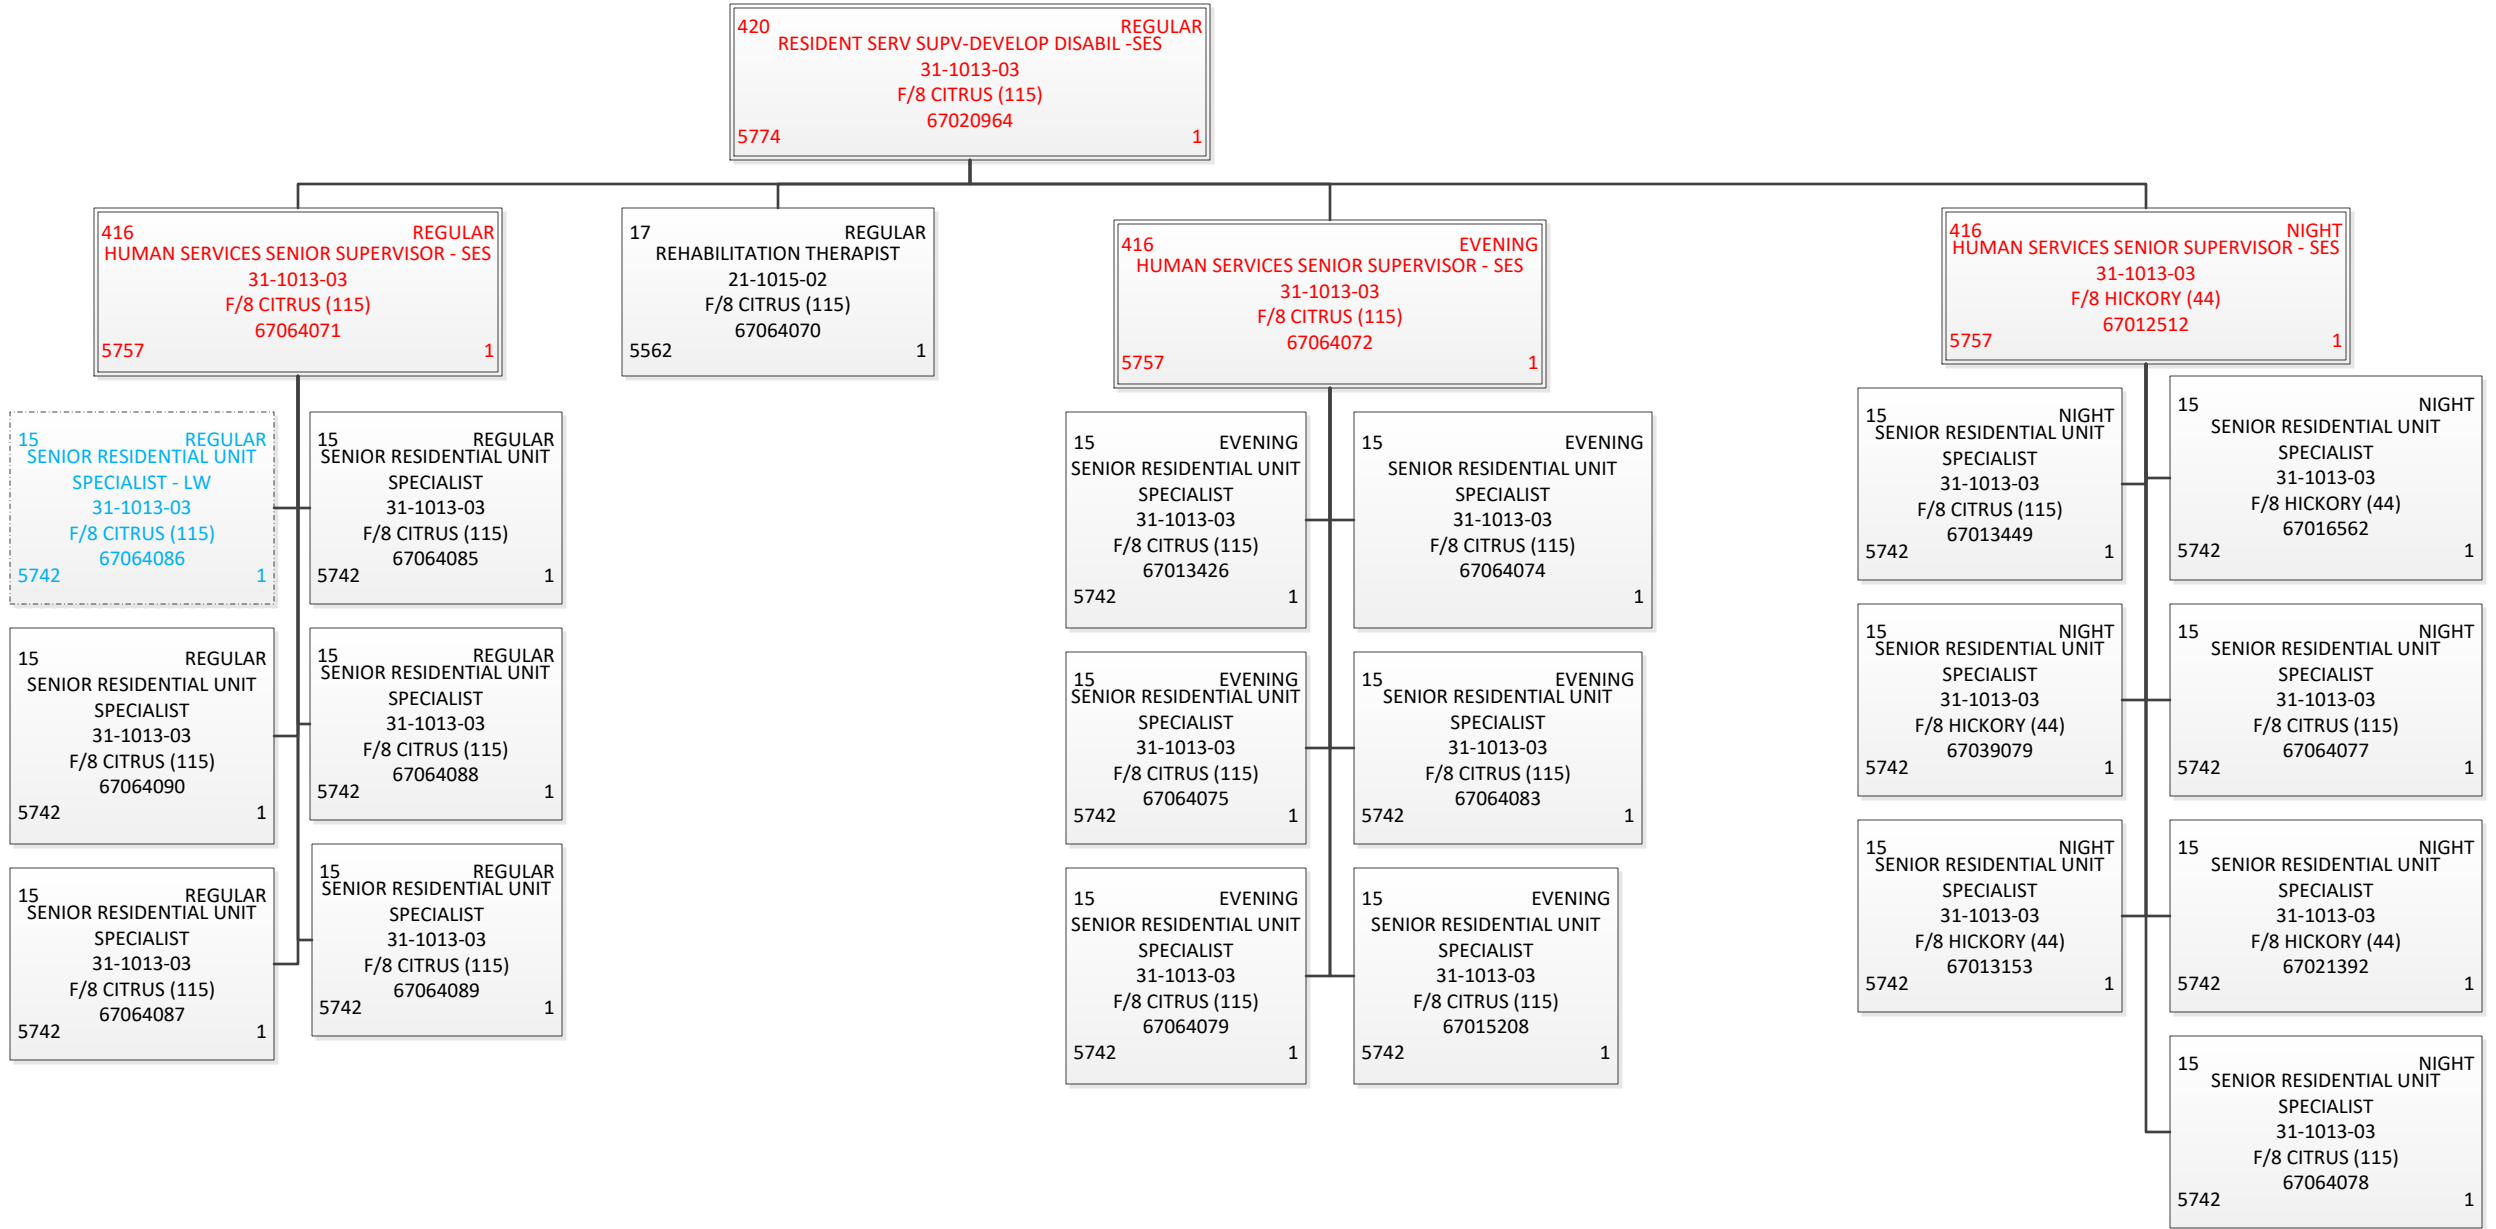 420 REGULAR
RESIDENT SERV SUPV-DEVELOP DISABIL -SES
31-1013-03
F/8 CITRUS (115)
67020964
5774 1
416 REGULAR
HUMAN SERVICES SENIOR SUPERVISOR - SES
31-1013-03
F/8 CITRUS (115)
67064071
5757 1
17 REGULAR
REHABILITATION THERAPIST
21-1015-02
F/8 CITRUS (115)
67064070
5562 1
416 EVENING
HUMAN SERVICES SENIOR SUPERVISOR - SES
31-1013-03
F/8 CITRUS (115)
67064072
5757 1
416 NIGHT
HUMAN SERVICES SENIOR SUPERVISOR - SES
31-1013-03
F/8 HICKORY (44)
67012512
5757 1
15 REGULAR
SENIOR RESIDENTIAL UNIT
SPECIALIST - LW
31-1013-03
F/8 CITRUS (115)
67064086
5742 1
15 REGULAR
SENIOR RESIDENTIAL UNIT
SPECIALIST
31-1013-03
F/8 CITRUS (115)
67064085
5742 1
15 REGULAR
SENIOR RESIDENTIAL UNIT
SPECIALIST
31-1013-03
F/8 CITRUS (115)
67064090
5742 1
15 REGULAR
SENIOR RESIDENTIAL UNIT
SPECIALIST
31-1013-03
F/8 CITRUS (115)
67064088
5742 1
15 REGULAR
SENIOR RESIDENTIAL UNIT
SPECIALIST
31-1013-03
F/8 CITRUS (115)
67064087
5742 1
15 REGULAR
SENIOR RESIDENTIAL UNIT
SPECIALIST
31-1013-03
F/8 CITRUS (115)
67064089
5742 1
15 EVENING
SENIOR RESIDENTIAL UNIT
SPECIALIST
31-1013-03
F/8 CITRUS (115)
67013426
5742 1
15 EVENING
SENIOR RESIDENTIAL UNIT
SPECIALIST
31-1013-03
F/8 CITRUS (115)
67064074
1
15 EVENING
SENIOR RESIDENTIAL UNIT
SPECIALIST
31-1013-03
F/8 CITRUS (115)
67064075
5742 1
15 EVENING
SENIOR RESIDENTIAL UNIT
SPECIALIST
31-1013-03
F/8 CITRUS (115)
67064083
5742 1
15 EVENING
SENIOR RESIDENTIAL UNIT
SPECIALIST
31-1013-03
F/8 CITRUS (115)
67064079
5742 1
15 EVENING
SENIOR RESIDENTIAL UNIT
SPECIALIST
31-1013-03
F/8 CITRUS (115)
67015208
5742 1
15 NIGHT
SENIOR RESIDENTIAL UNIT
SPECIALIST
31-1013-03
F/8 CITRUS (115)
67013449
5742 1
15 NIGHT
SENIOR RESIDENTIAL UNIT
SPECIALIST
31-1013-03
F/8 HICKORY (44)
67016562
5742 1
15 NIGHT
SENIOR RESIDENTIAL UNIT
SPECIALIST
31-1013-03
F/8 HICKORY (44)
67039079
5742 1
15 NIGHT
SENIOR RESIDENTIAL UNIT
SPECIALIST
31-1013-03
F/8 CITRUS (115)
67064077
5742 1
15 NIGHT
SENIOR RESIDENTIAL UNIT
SPECIALIST
31-1013-03
F/8 HICKORY (44)
67013153
5742 1
15 NIGHT
SENIOR RESIDENTIAL UNIT
SPECIALIST
31-1013-03
F/8 HICKORY (44)
67021392
5742 1
15 NIGHT
SENIOR RESIDENTIAL UNIT
SPECIALIST
31-1013-03
F/8 CITRUS (115)
67064078
5742 1